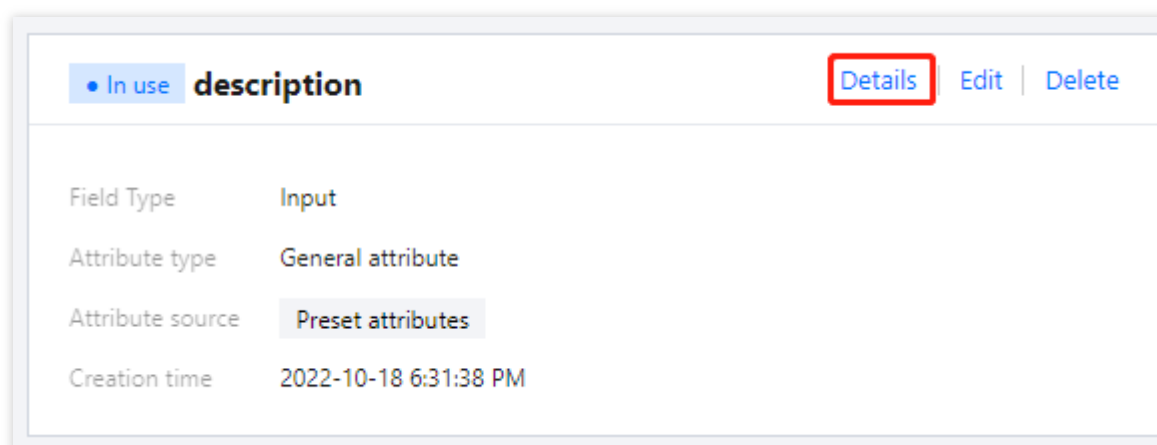 • In use description Details | Edit | Delete
Field Type Input
Attribute type General attribute
Attribute source Preset attributes
Creation time 2022-10-18 6:31:38 PM